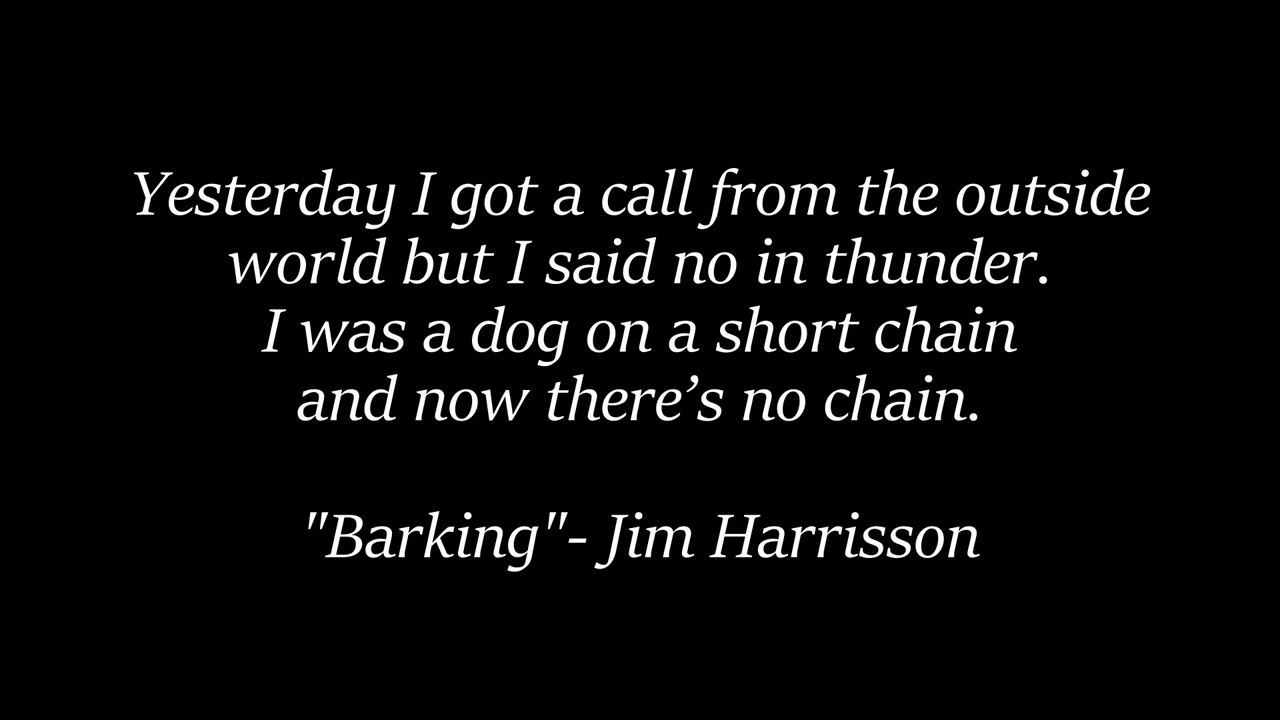 Yesterday I got a call from the outside
world but I said no in thunder.
I was a dog on a short chain
and now there’s no chain.
"Barking"- Jim Harrisson